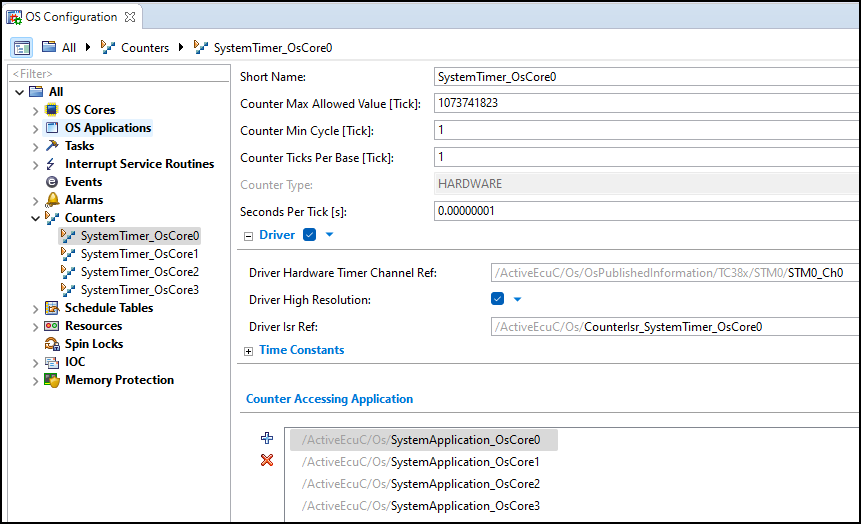 OS Configuration
All Counters SystemTimer_OsCore0
<Filter>
All
OS Cores
OS Applications
Tasks
Interrupt Service Routines
Events
Alarms
Counters
SystemTimer_OsCore0
SystemTimer_OsCore1
SystemTimer_OsCore2
SystemTimer_OsCore3
Schedule Tables
Resources
Spin Locks
IOC
Memory Protection
Short Name: SystemTimer_OsCore0
Counter Max Allowed Value [Tick]: 1073741823
Counter Min Cycle [Tick]: 1
Counter Ticks Per Base [Tick]: 1
Counter Type: HARDWARE
Seconds Per Tick [s]: 0.00000001
Driver
Driver Hardware Timer Channel Ref: /ActiveEcuC/Os/OsPublishedInformation/TC38x/STM0/STM0_Ch0
Driver High Resolution:
Driver Isr Ref: /ActiveEcuC/Os/CounterIsr_SystemTimer_OsCore0
Time Constants
Counter Accessing Application
/ActiveEcuC/Os/SystemApplication_OsCore0
/ActiveEcuC/Os/SystemApplication_OsCore1
/ActiveEcuC/Os/SystemApplication_OsCore2
/ActiveEcuC/Os/SystemApplication_OsCore3